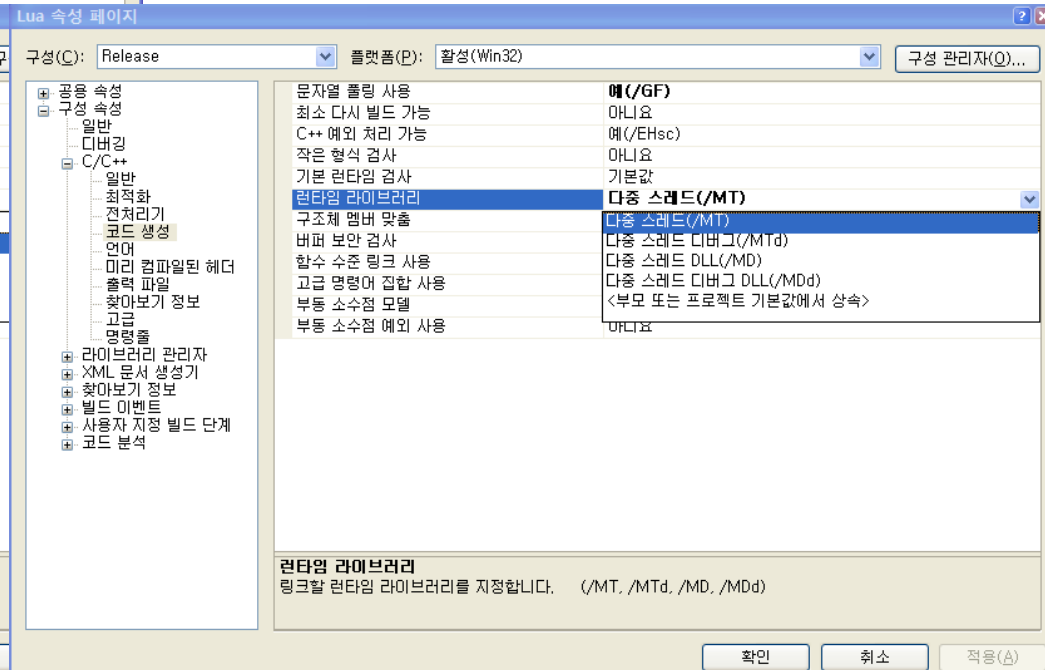 Lua 속성 페이지
구성(C): Release 플랫폼(P): 활성(Win32) 구성 관리자(O)...
공용 속성
구성 속성
일반
디버깅
C/C++
일반
최적화
전처리기
코드 생성
언어
미리 컴파일된 헤더
출력 파일
찾아보기 정보
고급
명령줄
라이브러리 관리자
XML 문서 생성기
찾아보기 정보
빌드 이벤트
사용자 지정 빌드 단계
코드 분석
문자열 풀링 사용 예(/GF)
최소 다시 빌드 가능 아니요
C++ 예외 처리 가능 예(/EHsc)
작은 형식 검사 아니요
기본 런타임 검사 기본값
런타임 라이브러리 다중 스레드(/MT)
구조체 멤버 맞춤 다중 스레드(/MT)
버퍼 보안 검사 다중 스레드 디버그(/MTd)
함수 수준 링크 사용 다중 스레드 DLL(/MD)
고급 명령어 집합 사용 다중 스레드 디버그 DLL(/MDd)
부동 소수점 모델 <부모 또는 프로젝트 기본값에서 상속>
부동 소수점 예외 사용 아니요
런타임 라이브러리
링크할 런타임 라이브러리를 지정합니다. (/MT, /MTd, /MD, /MDd)
확인 취소 적용(A)